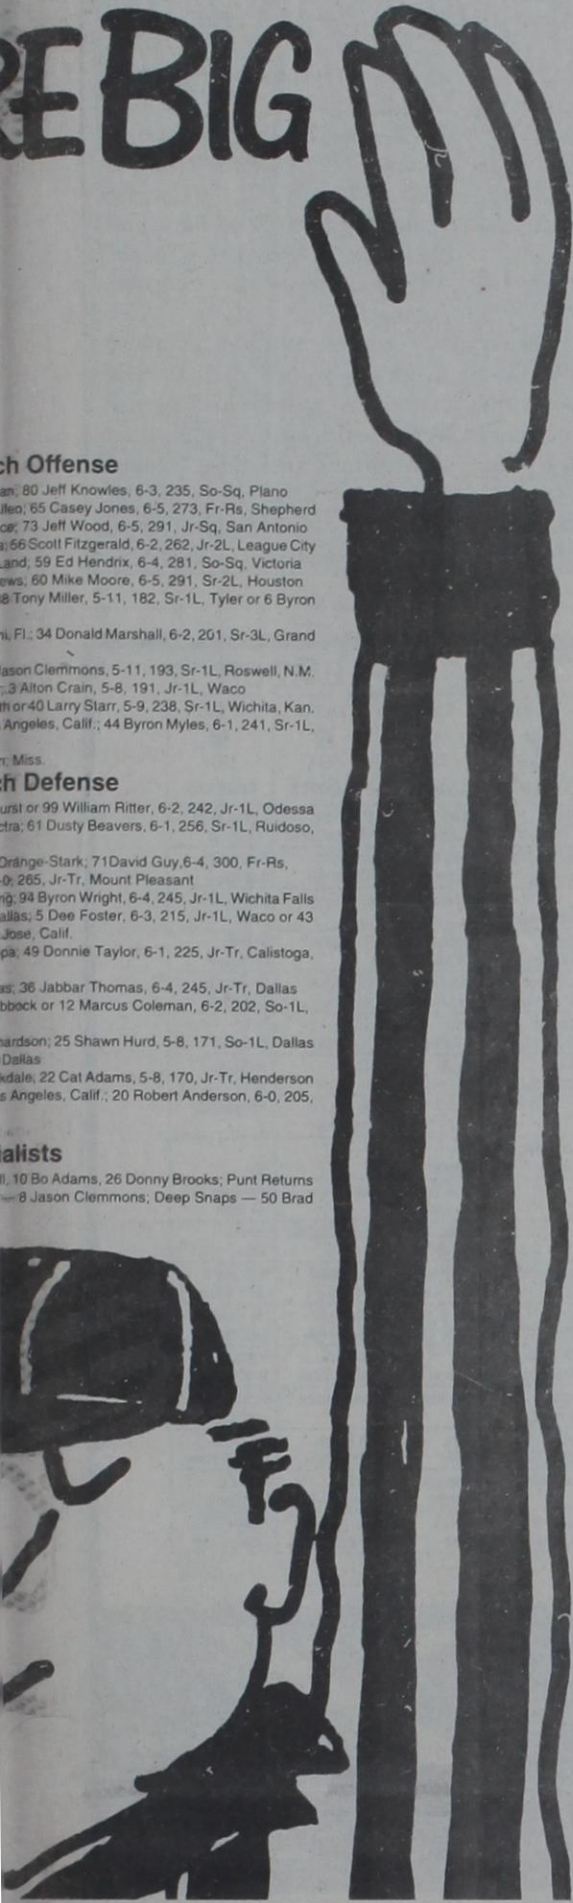 RE BIG
ch Offense
an; 80 Jeff Knowles, 6-3, 235, So-Sq, Plano
lleo; 65 Casey Jones, 6-5, 273, Fr-Rs, Shepherd
ce; 73 Jeff Wood, 6-5, 291, Jr-Sq, San Antonio
a; 56 Scott Fitzgerald, 6-2, 262, Jr-2L, League City
Land; 59 Ed Hendrix, 6-4, 281, So-Sq, Victoria
ews; 60 Mike Moore, 6-5, 291, Sr-2L, Houston
8 Tony Miller, 5-11, 182, Sr-1L, Tyler or 6 Byron
ni, Fl.; 34 Donald Marshall, 6-2, 201, Sr-3L, Grand
Jason Clemmons, 5-11, 193, Sr-1L, Roswell, N.M.
; 3 Alton Crain, 5-8, 191, Jr-1L, Waco
th or 40 Larry Starr, 5-9, 238, Sr-1L, Wichita, Kan.
Angeles, Calif.; 44 Byron Myles, 6-1, 241, Sr-1L,
n, Miss.
ch Defense
urst or 99 William Ritter, 6-2, 242, Jr-1L, Odessa
ctra; 61 Dusty Beavers, 6-1, 256, Sr-1L, Ruidoso,
Orange-Stark; 71 David Guy, 6-4, 300, Fr-Rs,
-0, 265, Jr-Tr, Mount Pleasant
ng; 94 Byron Wright, 6-4, 245, Jr-1L, Wichita Falls
allas; 5 Dee Foster, 6-3, 215, Jr-1L, Waco or 43
Jose, Calif.
pa; 49 Donnie Taylor, 6-1, 225, Jr-Tr, Calistoga,
as; 36 Jabbar Thomas, 6-4, 245, Jr-Tr, Dallas
bbock or 12 Marcus Coleman, 6-2, 202, So-1L,
hardson; 25 Shawn Hurd, 5-8, 171, So-1L, Dallas
Dallas
kdale; 22 Cat Adams, 5-8, 170, Jr-Tr, Henderson
s Angeles, Calif.; 20 Robert Anderson, 6-0, 205,
ialists
ll, 10 Bo Adams, 26 Donny Brooks; Punt Returns
— 8 Jason Clemmons; Deep Snaps — 50 Brad